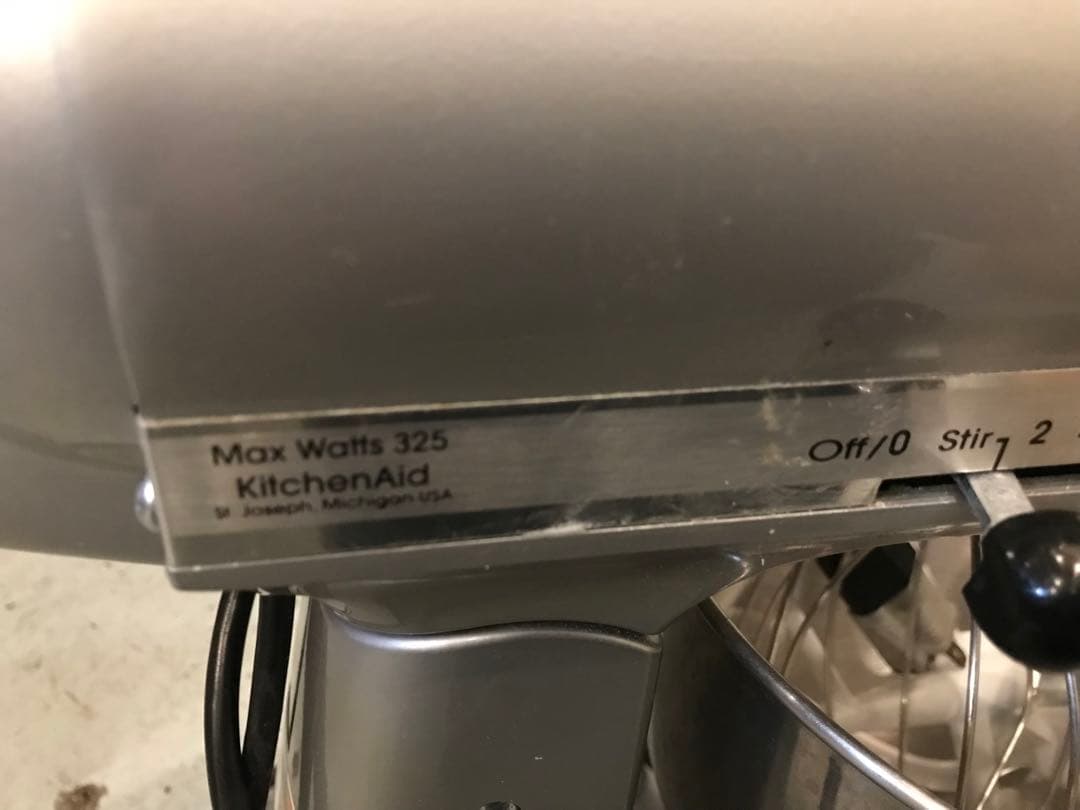 Max Watts 325
KitchenAid
St. Joseph, Michigan USA
Off/0 Stir 2